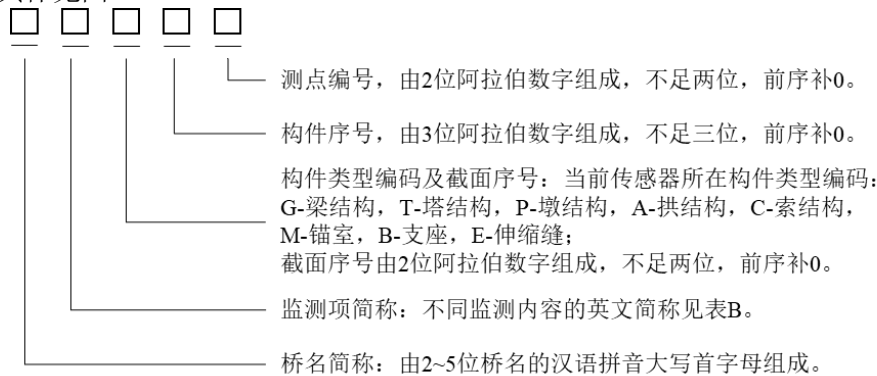 测点编号，由2位阿拉伯数字组成，不足两位，前序补0。
构件序号，由3位阿拉伯数字组成，不足三位，前序补0。
构件类型编码及截面序号：当前传感器所在构件类型编码：
G-梁结构，T-塔结构，P-墩结构，A-拱结构，C-索结构，
M-锚室，B-支座，E-伸缩缝；
截面序号由2位阿拉伯数字组成，不足两位，前序补0。
监测项简称：不同监测内容的英文简称见表B。
桥名简称：由2~5位桥名的汉语拼音大写首字母组成。